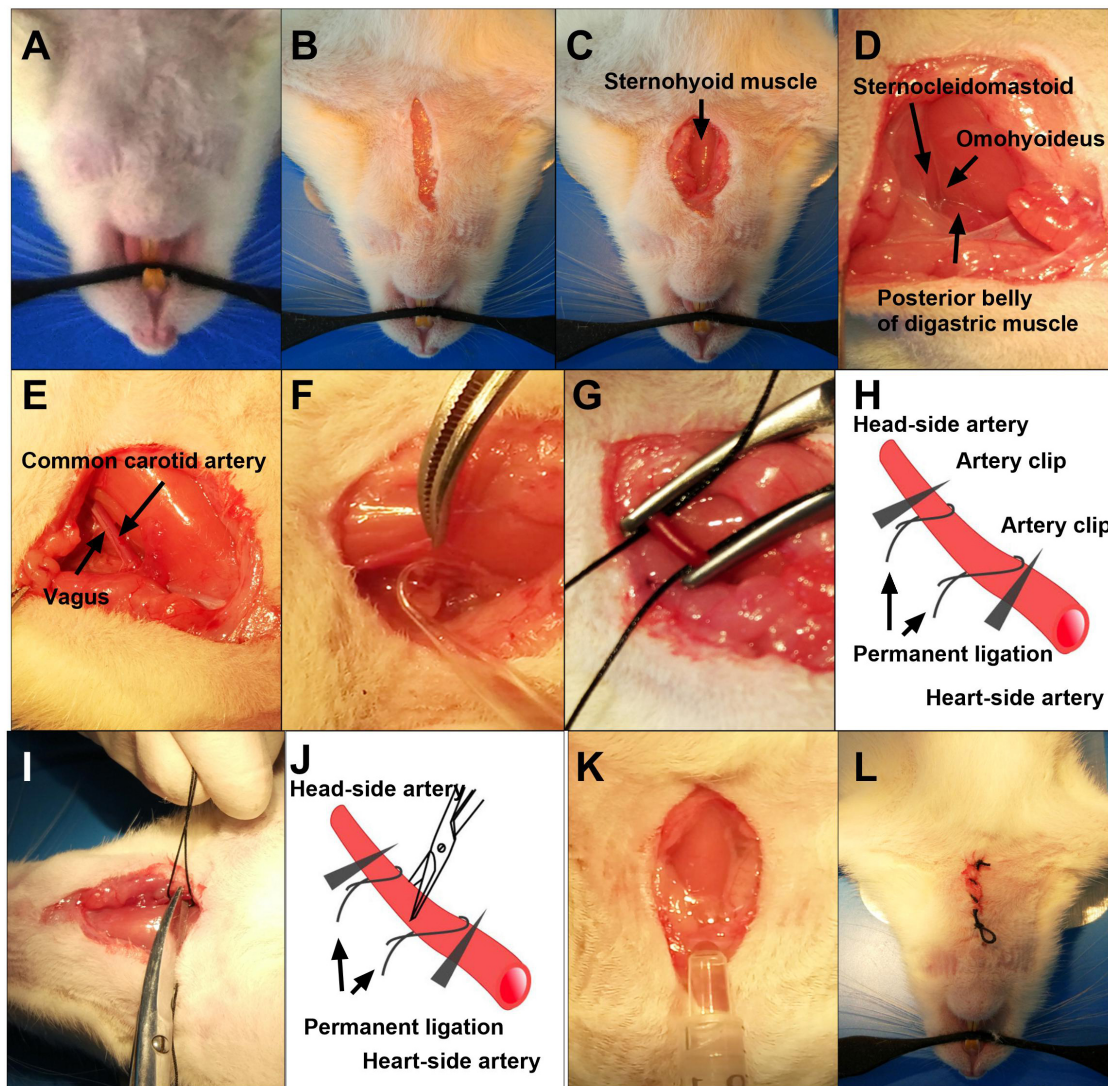 A
B
C
Sternohyoid muscle
D
Sternocleidomastoid
Omohyoideus
Posterior belly
of digastric muscle
E
Common carotid artery
Vagus
F
G
H
Head-side artery
Artery clip
Artery clip
Permanent ligation
Heart-side artery
I
J
Head-side artery
Permanent ligation
Heart-side artery
K
L